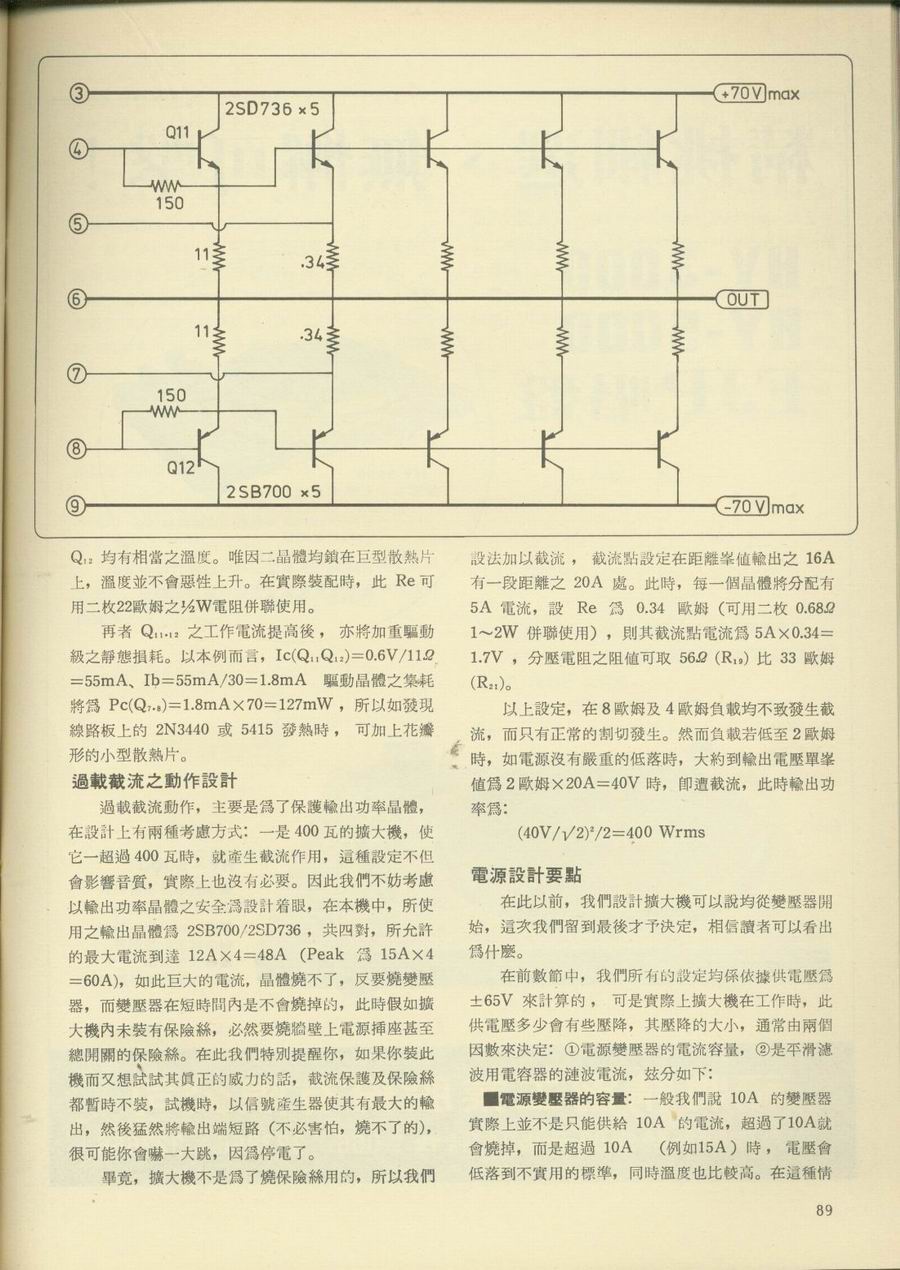 ③
2SD736 ×5
+70V max
Q11
④
150
⑤
11
.34
⑥
OUT
11
.34
⑦
150
⑧
Q12
2SB700 ×5
⑨
-70V max
Q₁₂ 均有相當之溫度。唯因二晶體均鎖在巨型散熱片
上，溫度並不會惡性上升。在實際裝配時，此 Re 可
用二枚22歐姆之½W電阻併聯使用。
再者 Q₁₁.₁₂ 之工作電流提高後，亦將加重驅動
級之靜態損耗。以本例而言，Ic(Q₁₁Q₁₂)=0.6V/11Ω
=55mA、Ib=55mA/30=1.8mA 驅動晶體之集耗
將爲 Pc(Q₇.₈)=1.8mA×70=127mW，所以如發現
線路板上的 2N3440 或 5415 發熱時，可加上花瓣
形的小型散熱片。
過載截流之動作設計
過載截流動作，主要是爲了保護輸出功率晶體，
在設計上有兩種考慮方式：一是 400 瓦的擴大機，使
它一超過 400 瓦時，就產生截流作用，這種設定不但
會影響音質，實際上也沒有必要。因此我們不妨考慮
以輸出功率晶體之安全爲設計着眼，在本機中，所使
用之輸出晶體爲 2SB700/2SD736，共四對，所允許
的最大電流到達 12A×4=48A (Peak 爲 15A×4
=60A)，如此巨大的電流，晶體燒不了，反要燒變壓
器，而變壓器在短時間內是不會燒掉的，此時假如擴
大機內未裝有保險絲，必然要燒牆壁上電源揷座甚至
總開關的保險絲。在此我們特別提醒你，如果你裝此
機而又想試試其眞正的威力的話，截流保護及保險絲
都暫時不裝，試機時，以信號產生器使其有最大的輸
出，然後猛然將輸出端短路（不必害怕，燒不了的），
很可能你會嚇一大跳，因爲停電了。
畢竟，擴大機不是爲了燒保險絲用的，所以我們
設法加以截流，截流點設定在距離峯值輸出之 16A
有一段距離之 20A 處。此時，每一個晶體將分配有
5A 電流，設 Re 爲 0.34 歐姆（可用二枚 0.68Ω
1～2W 併聯使用），則其截流點電流爲 5A×0.34=
1.7V，分壓電阻之阻值可取 56Ω (R₁₉) 比 33 歐姆
(R₂₁)。
以上設定，在 8 歐姆及 4 歐姆負載均不致發生截
流，而只有正常的割切發生。然而負載若低至 2 歐姆
時，如電源沒有嚴重的低落時，大約到輸出電壓單峯
值爲 2 歐姆×20A=40V 時，卽遭截流，此時輸出功
率爲：
(40V/√2)²/2=400 Wrms
電源設計要點
在此以前，我們設計擴大機可以說均從變壓器開
始，這次我們留到最後才予決定，相信讀者可以看出
爲什麽。
在前數節中，我們所有的設定均係依據供電壓爲
±65V 來計算的，可是實際上擴大機在工作時，此
供電壓多少會有些壓降，其壓降的大小，通常由兩個
因數來決定：①電源變壓器的電流容量，②是平滑濾
波用電容器的漣波電流，玆分如下：
■電源變壓器的容量：一般我們說 10A 的變壓器
實際上並不是只能供給 10A 的電流，超過了10A就
會燒掉，而是超過 10A （例如15A）時，電壓會
低落到不實用的標準，同時溫度也比較高。在這種情
89